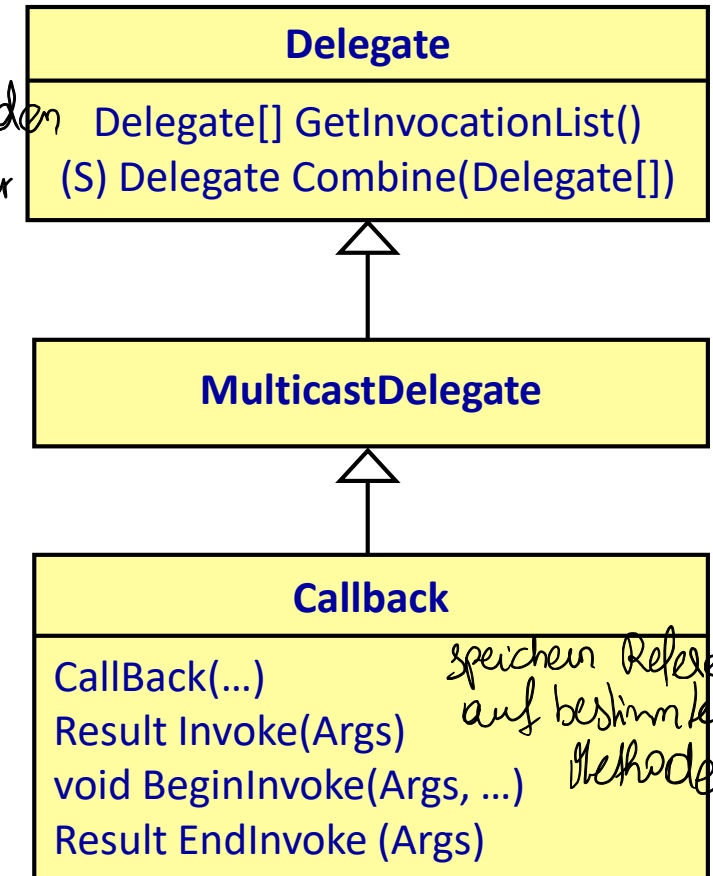 Delegate
Delegate[] GetInvocationList()
(S) Delegate Combine(Delegate[])
MulticastDelegate
Callback
CallBack(...)
speichern
auf bestimmte
Methode
Result Invoke(Args)
void BeginInvoke(Args, ...)
Result EndInvoke (Args)